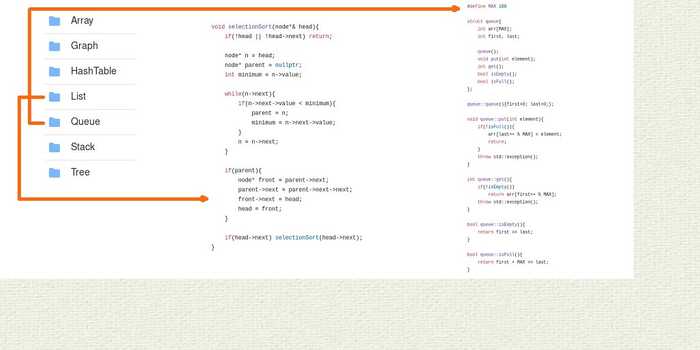 Array
Graph
HashTable
List
Queue
Stack
Tree
void selectionSort(node*& head){
if(!head || !head->next) return;
node* n = head;
node* parent = nullptr;
int minimum = n->value;
while(n->next){
if(n->next->value < minimum){
parent = n;
minimum = n->next->value;
}
n = n->next;
}
if(parent){
node* front = parent->next;
parent->next = parent->next->next;
front->next = head;
head = front;
}
if(head->next) selectionSort(head->next);
}
#define MAX 100
struct queue{
int arr[MAX];
int first, last;
queue();
void put(int element);
int get();
bool isEmpty();
bool isFull();
};
queue::queue(){first=0; last=0;};
void queue::put(int element){
if(!isFull()){
arr[last++ % MAX] = element;
return;
}
throw std::exception();
}
int queue::get(){
if(!isEmpty())
return arr[first++ % MAX];
throw std::exception();
}
bool queue::isEmpty(){
return first == last;
}
bool queue::isFull(){
return first + MAX == last;
}